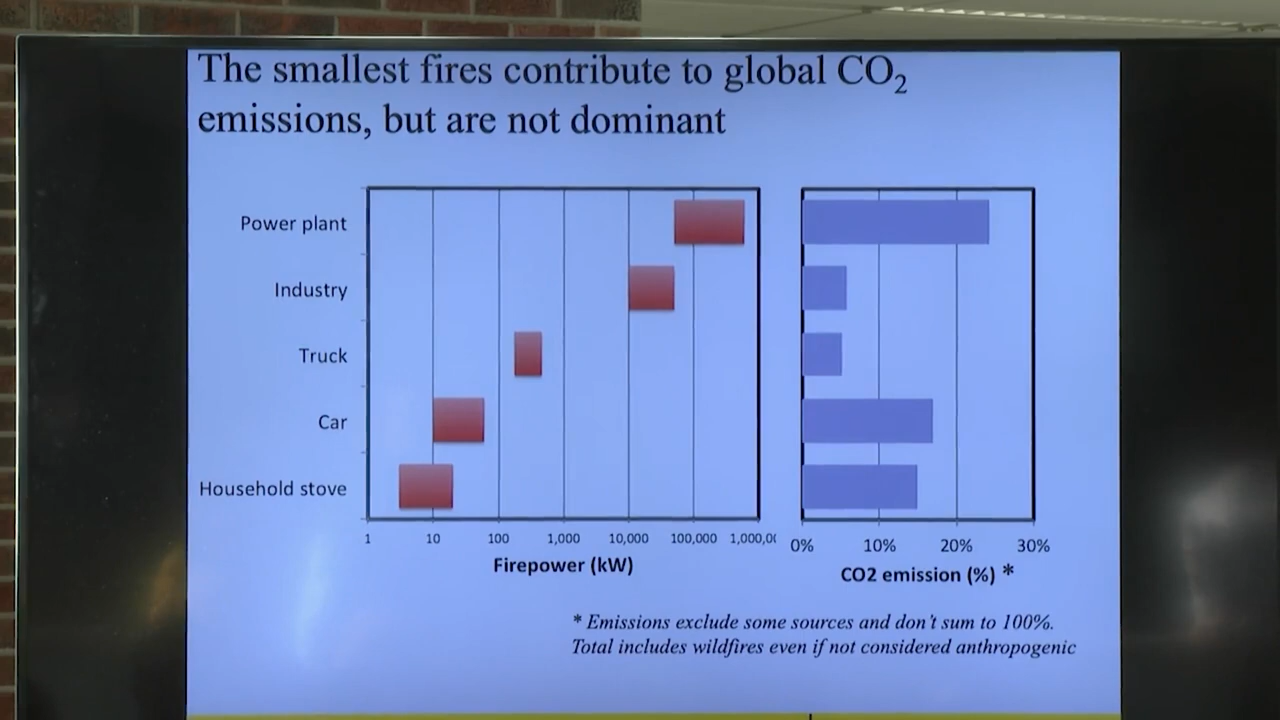 The smallest fires contribute to global CO₂
emissions, but are not dominant
Power plant
Industry
Truck
Car
Household stove
1 10 100 1,000 10,000 100,000 1,000,0
Firepower (kW)
0% 10% 20% 30%
CO2 emission (%) *
* Emissions exclude some sources and don't sum to 100%.
Total includes wildfires even if not considered anthropogenic